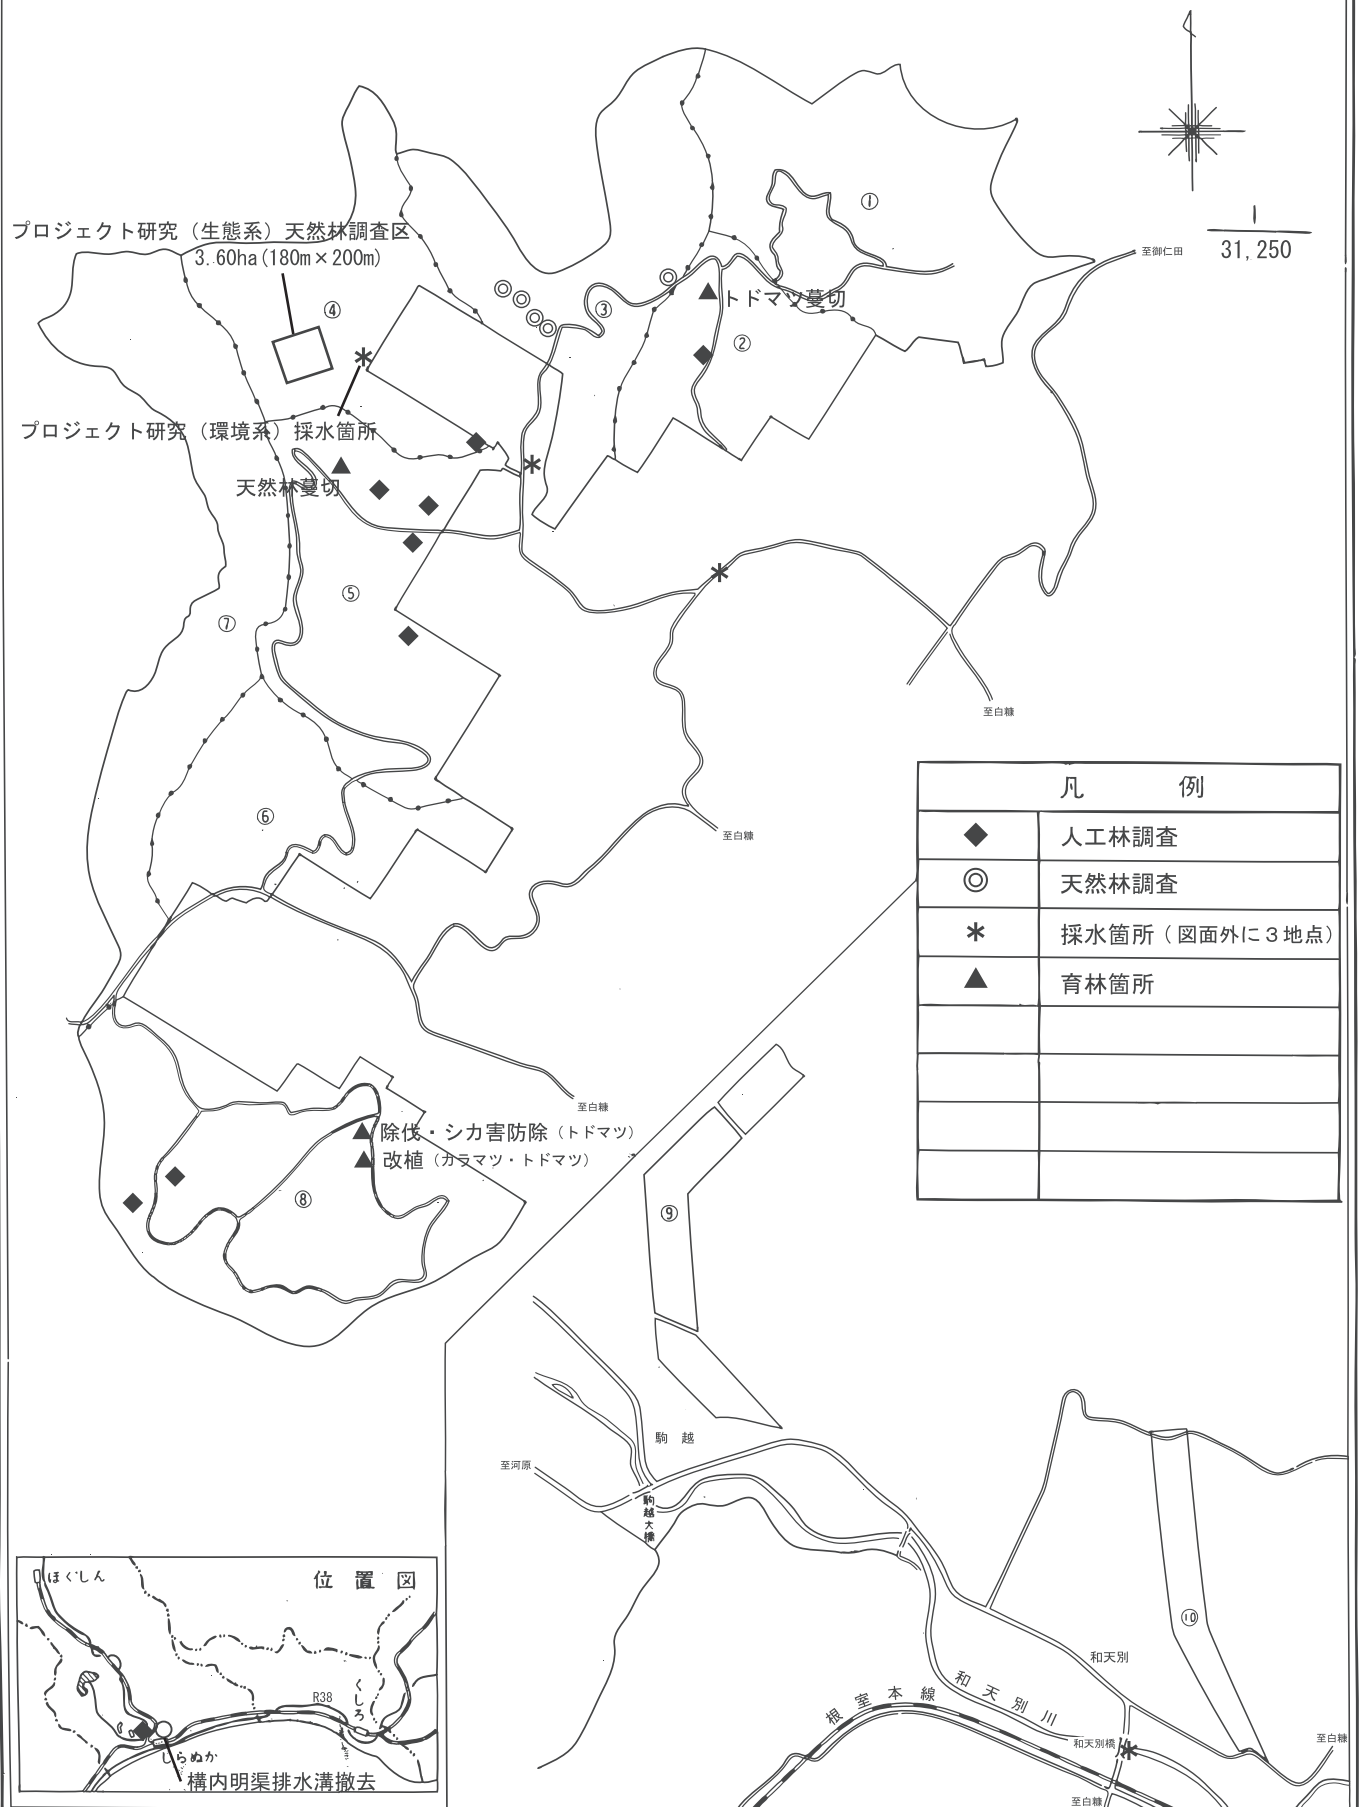 1
31,250
①
至御仁田
プロジェクト研究（生態系）天然林調査区
3.60ha(180m×200m)
④
③
トドマツ蔓切
②
プロジェクト研究（環境系）採水箇所
天然林蔓切
⑤
⑦
至白糠
⑥
至白糠
凡 例
人工林調査
天然林調査
採水箇所（図面外に３地点）
育林箇所
至白糠
除伐・シカ害防除（トドマツ）
改植（カラマツ・トドマツ）
⑧
⑨
駒 越
至河原
駒越大橋
⑩
和天別
和天別川
根室本線
和天別橋
至白糠
至白糠
位 置 図
ほくしん
R38
くしろ
しらぬか
構内明渠排水溝撤去